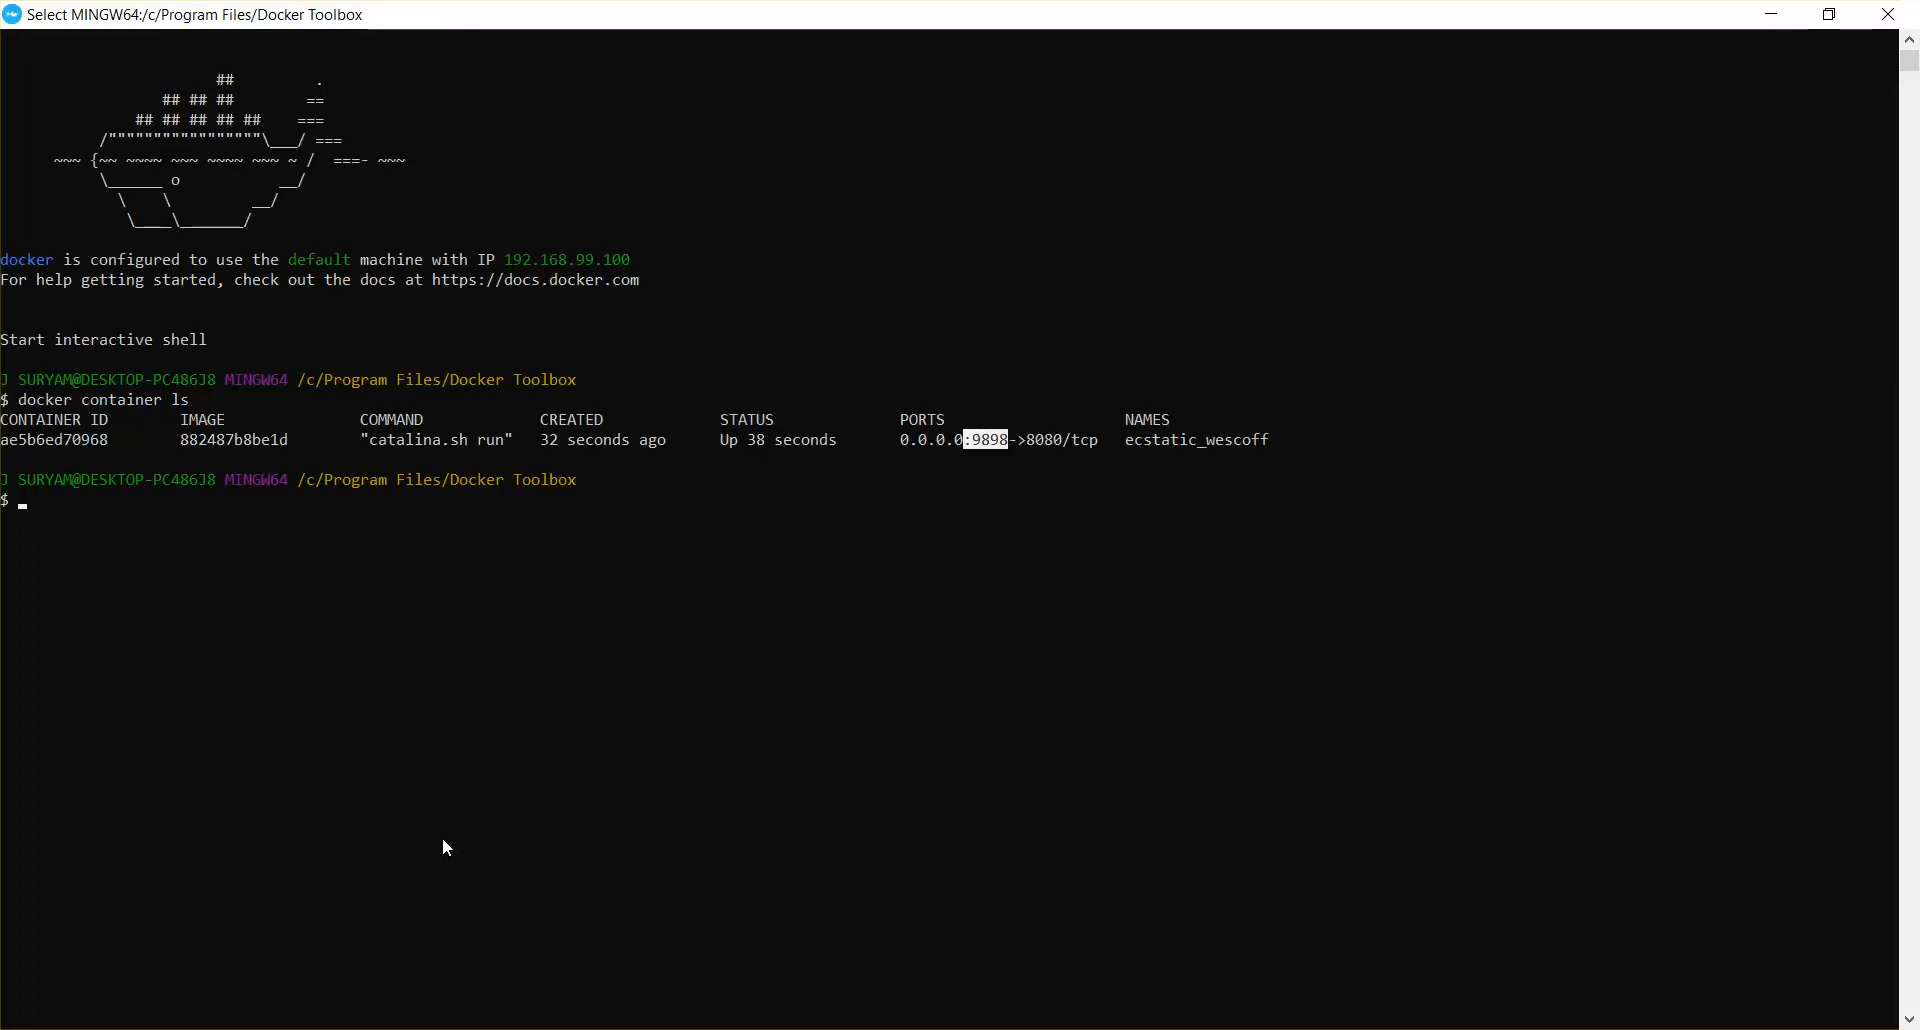 Select MINGW64:/c/Program Files/Docker Toolbox
                        ##         .
                  ## ## ##        ==
               ## ## ## ## ##    ===
           /"""""""""""""""""\___/ ===
      ~~~ {~~ ~~~~ ~~~ ~~~~ ~~~ ~ /  ===- ~~~
           \______ o           __/
             \    \         __/
              \____\_______/
docker is configured to use the default machine with IP 192.168.99.100
For help getting started, check out the docs at https://docs.docker.com
Start interactive shell
J SURYAM@DESKTOP-PC486J8 MINGW64 /c/Program Files/Docker Toolbox
$ docker container ls
CONTAINER ID        IMAGE               COMMAND             CREATED             STATUS              PORTS                    NAMES
ae5b6ed70968        882487b8be1d        "catalina.sh run"   32 seconds ago      Up 38 seconds       0.0.0.0:9898->8080/tcp   ecstatic_wescoff
J SURYAM@DESKTOP-PC486J8 MINGW64 /c/Program Files/Docker Toolbox
$